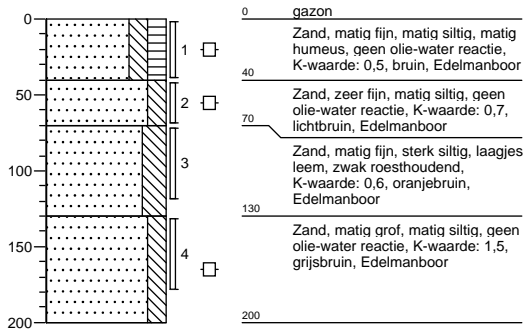 0
50
100
150
200
1
2
3
4
0
gazon
Zand, matig fijn, matig siltig, matig
humeus, geen olie-water reactie,
K-waarde: 0,5, bruin, Edelmanboor
40
Zand, zeer fijn, matig siltig, geen
olie-water reactie, K-waarde: 0,7,
lichtbruin, Edelmanboor
70
Zand, matig fijn, sterk siltig, laagjes
leem, zwak roesthoudend,
K-waarde: 0,6, oranjebruin,
Edelmanboor
130
Zand, matig grof, matig siltig, geen
olie-water reactie, K-waarde: 1,5,
grijsbruin, Edelmanboor
200